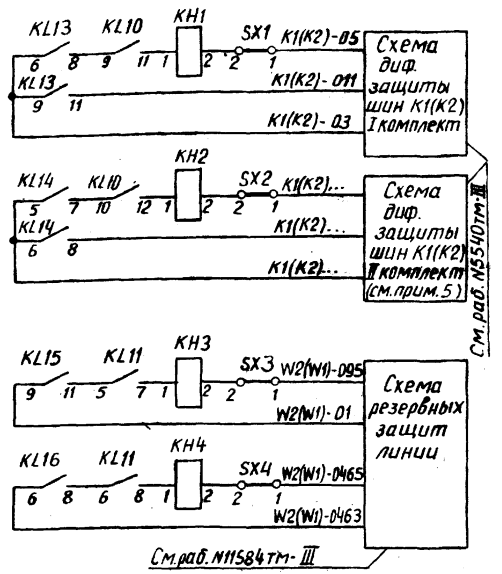 KL13 KL10 KH1 SX1 K1(K2)-05
6 8 9 11 1 2 2 1
KL13 K1(K2)-011
9 11
K1(K2)-03
Схема
диф.
защиты
шин К1(К2)
I комплект
KL14 KL10 KH2 SX2 K1(K2)...
5 7 10 12 1 2 2 1
KL14 K1(K2)...
6 8
K1(K2)...
Схема
диф.
защиты
шин К1(К2)
II комплект
(см. прим. 5)
См. раб. N5540тм-III
KL15 KL11 KH3 SX3 W2(W1)-095
9 11 5 7 1 2 2 1
W2(W1)-01
KL16 KL11 KH4 SX4 W2(W1)-0465
6 8 6 8 1 2 2 1
W2(W1)-0463
Схема
резервных
защит
линии
См. раб. N11584тм-III